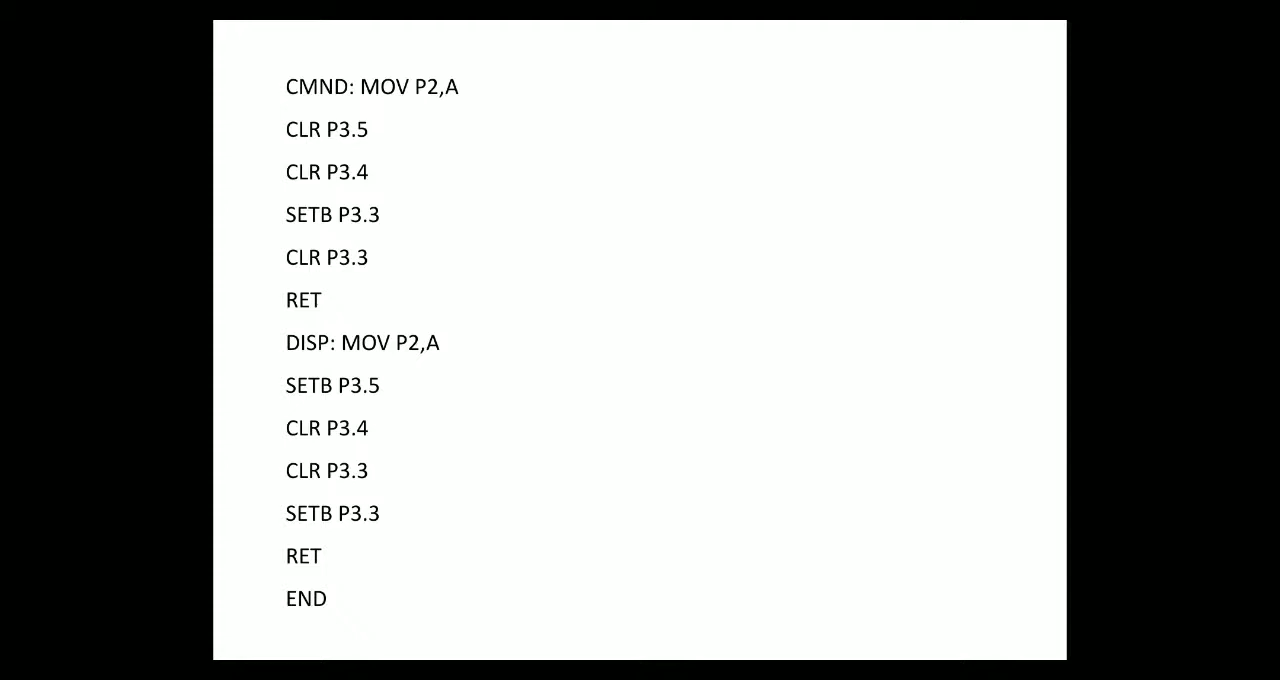 CMND: MOV P2,A
CLR P3.5
CLR P3.4
SETB P3.3
CLR P3.3
RET
DISP: MOV P2,A
SETB P3.5
CLR P3.4
CLR P3.3
SETB P3.3
RET
END